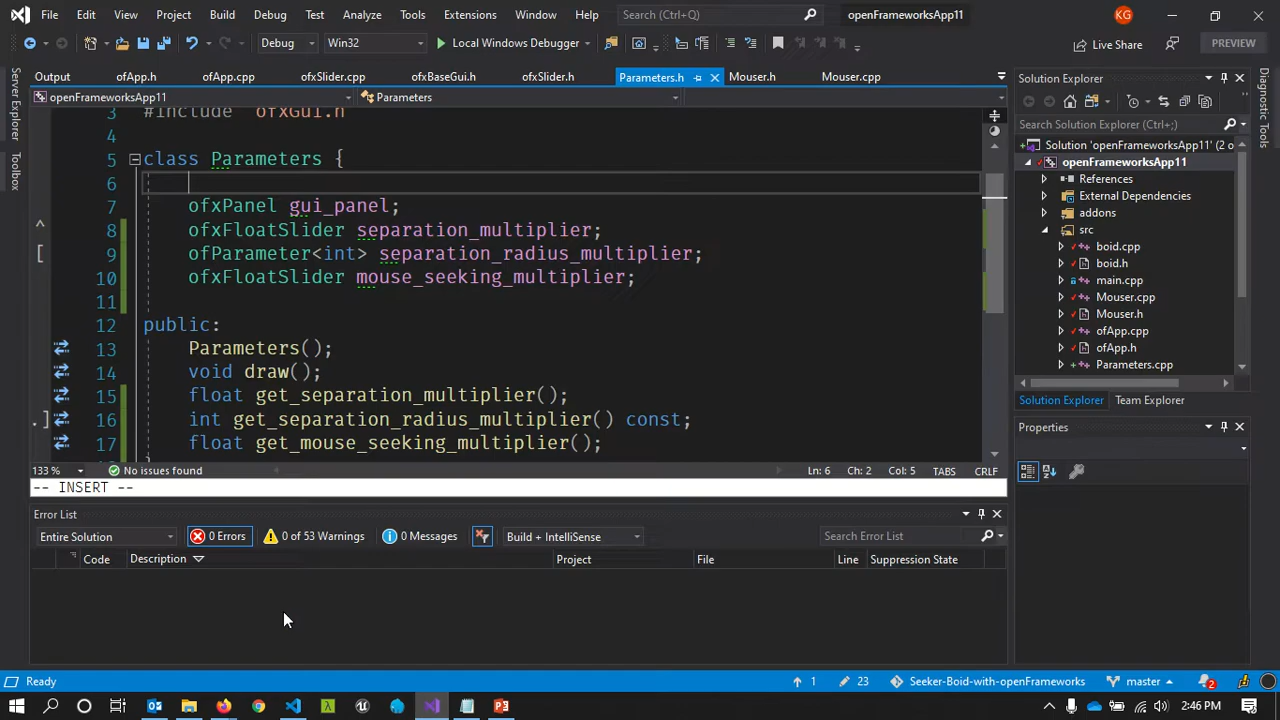 File Edit View Project Build Debug Test Analyze Tools Extensions Window Help Search (Ctrl+Q) openFrameworksApp11 KG
Debug Win32 Local Windows Debugger Live Share PREVIEW
Server Explorer
Toolbox
Output ofApp.h ofApp.cpp ofxSlider.cpp ofxBaseGui.h ofxSlider.h Parameters.h Mouser.h Mouser.cpp
openFrameworksApp11 Parameters
3 #include "ofxGui.h"
4
5 class Parameters {
6
7 ofxPanel gui_panel;
8 ofxFloatSlider separation_multiplier;
9 ofParameter<int> separation_radius_multiplier;
10 ofxFloatSlider mouse_seeking_multiplier;
11
12 public:
13 Parameters();
14 void draw();
15 float get_separation_multiplier();
16 int get_separation_radius_multiplier() const;
17 float get_mouse_seeking_multiplier();
133 % No issues found Ln: 6 Ch: 2 Col: 5 TABS CRLF
-- INSERT --
Error List
Entire Solution 0 Errors 0 of 53 Warnings 0 Messages Build + IntelliSense Search Error List
Code Description Project File Line Suppression State
Solution Explorer
Search Solution Explorer (Ctrl+;)
Solution 'openFrameworksApp11' (2 o
openFrameworksApp11
References
External Dependencies
addons
src
boid.cpp
boid.h
main.cpp
Mouser.cpp
Mouser.h
ofApp.cpp
ofApp.h
Parameters.cpp
Solution Explorer Team Explorer
Properties
Diagnostic Tools
Ready 1 23 Seeker-Boid-with-openFrameworks master 2
2:46 PM